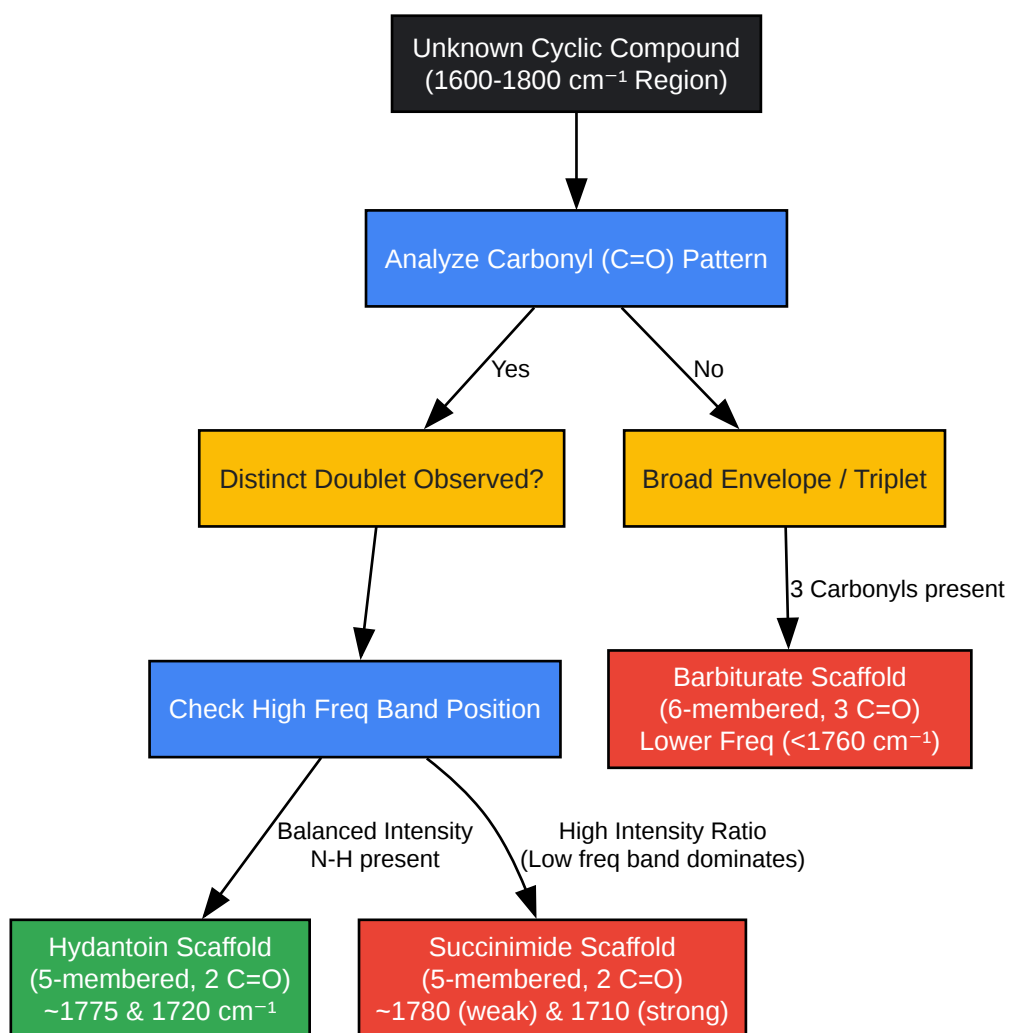 Unknown Cyclic Compound
(1600-1800 cm⁻¹ Region)
Analyze Carbonyl (C=O) Pattern
Yes
No
Distinct Doublet Observed?
Broad Envelope / Triplet
3 Carbonyls present
Check High Freq Band Position
Barbiturate Scaffold
(6-membered, 3 C=O)
Lower Freq (<1760 cm⁻¹)
Balanced Intensity
N-H present
High Intensity Ratio
(Low freq band dominates)
Hydantoin Scaffold
(5-membered, 2 C=O)
~1775 & 1720 cm⁻¹
Succinimide Scaffold
(5-membered, 2 C=O)
~1780 (weak) & 1710 (strong)